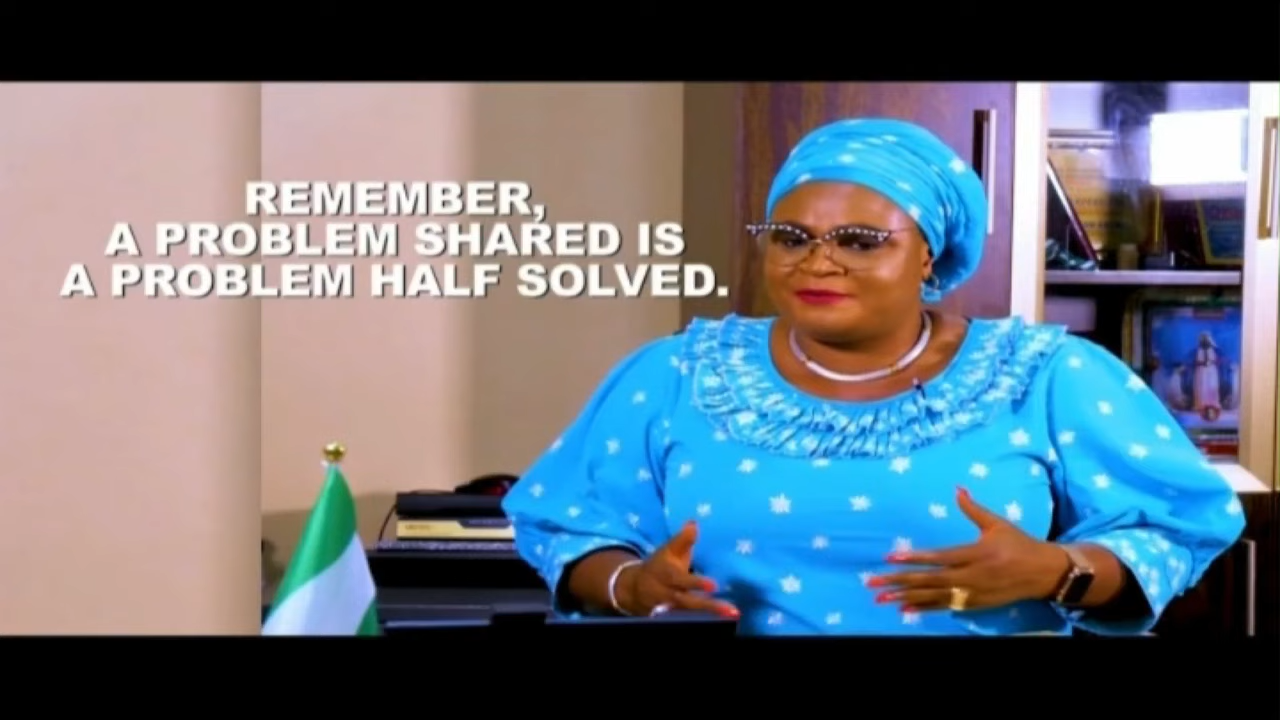 REMEMBER,
A PROBLEM SHARED IS
A PROBLEM HALF SOLVED.